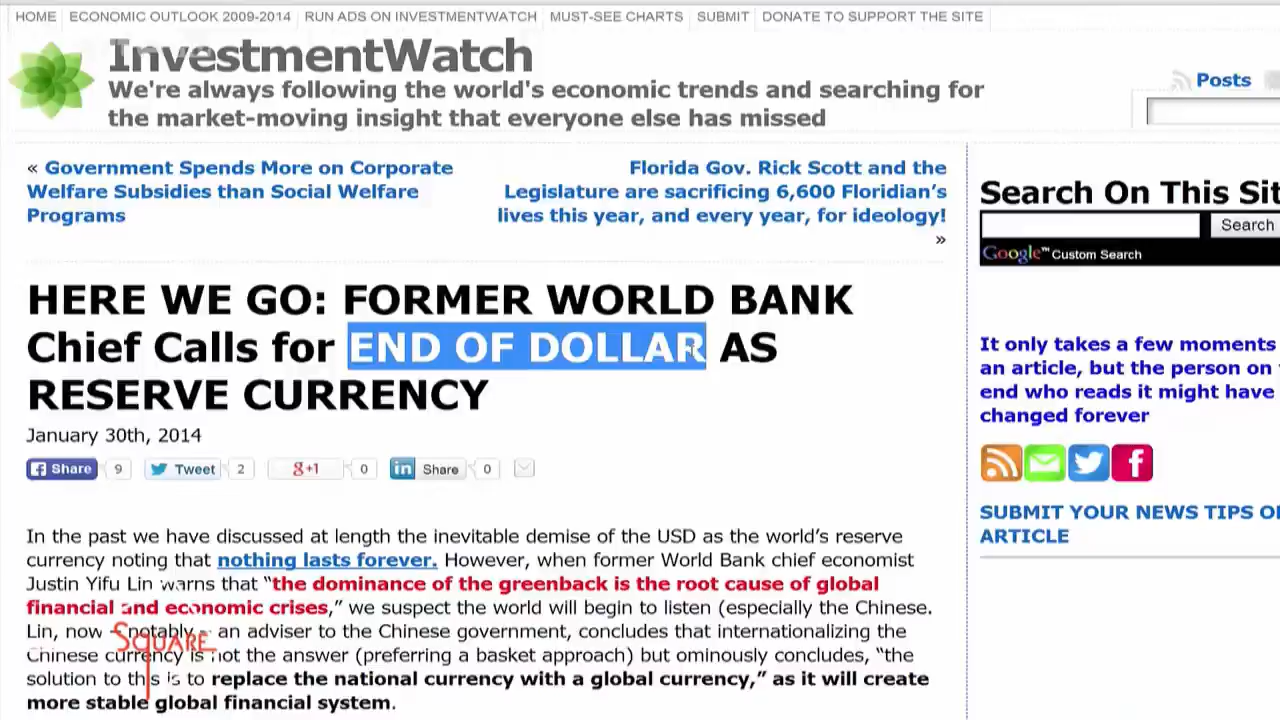 HOME ECONOMIC OUTLOOK 2009-2014 RUN ADS ON INVESTMENTWATCH MUST-SEE CHARTS SUBMIT DONATE TO SUPPORT THE SITE
InvestmentWatch
We're always following the world's economic trends and searching for
the market-moving insight that everyone else has missed
Posts
« Government Spends More on Corporate
Welfare Subsidies than Social Welfare
Programs
Florida Gov. Rick Scott and the
Legislature are sacrificing 6,600 Floridian's
lives this year, and every year, for ideology!
»
HERE WE GO: FORMER WORLD BANK
Chief Calls for END OF DOLLAR AS
RESERVE CURRENCY
January 30th, 2014
Share 9 Tweet 2 g+1 0 in Share 0
In the past we have discussed at length the inevitable demise of the USD as the world's reserve
currency noting that nothing lasts forever. However, when former World Bank chief economist
Justin Yifu Lin warns that “the dominance of the greenback is the root cause of global
financial and economic crises,” we suspect the world will begin to listen (especially the Chinese.
Lin, now - notably - an adviser to the Chinese government, concludes that internationalizing the
Chinese currency is not the answer (preferring a basket approach) but ominously concludes, “the
solution to this is to replace the national currency with a global currency,” as it will create
more stable global financial system.
SQUARE
Search On This Sit
Search
Google™ Custom Search
It only takes a few moments
an article, but the person on
end who reads it might have
changed forever
SUBMIT YOUR NEWS TIPS O
ARTICLE